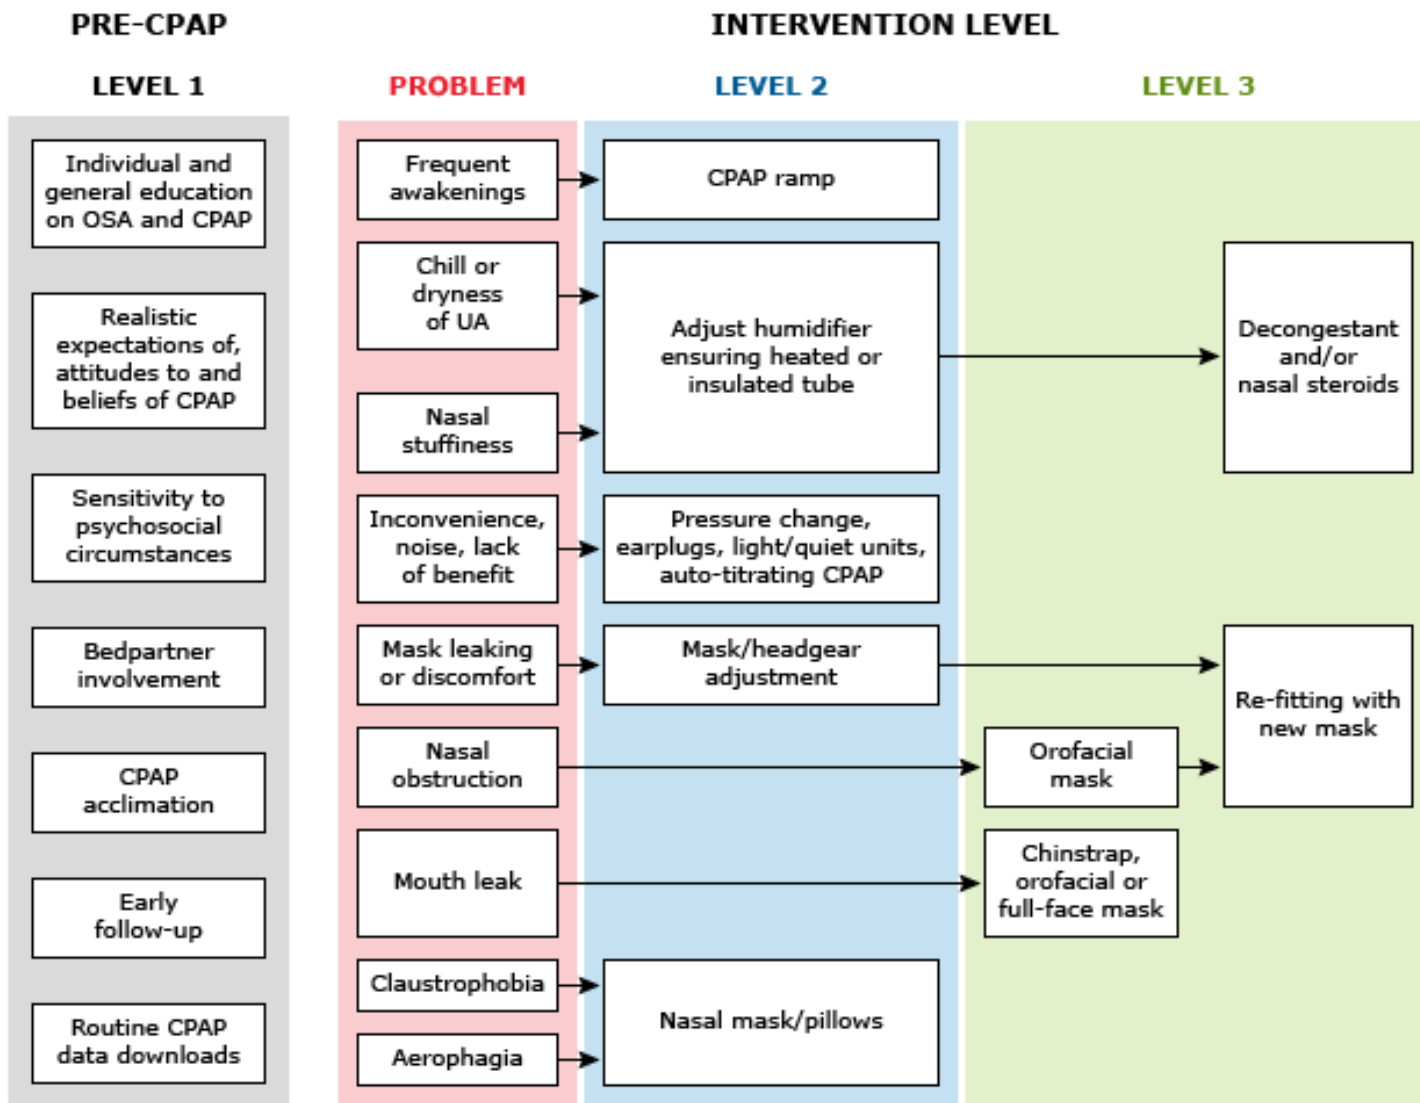 PRE-CPAP
INTERVENTION LEVEL
LEVEL 1
PROBLEM
LEVEL 2
LEVEL 3
Individual and
general education
on OSA and CPAP
Realistic
expectations of,
attitudes to and
beliefs of CPAP
Sensitivity to
psychosocial
circumstances
Bedpartner
involvement
CPAP
acclimation
Early
follow-up
Routine CPAP
data downloads
Frequent
awakenings
CPAP ramp
Chill or
dryness
of UA
Nasal
stuffiness
Adjust humidifier
ensuring heated or
insulated tube
Decongestant
and/or
nasal steroids
Inconvenience,
noise, lack
of benefit
Pressure change,
earplugs, light/quiet units,
auto-titrating CPAP
Mask leaking
or discomfort
Mask/headgear
adjustment
Re-fitting with
new mask
Nasal
obstruction
Orofacial
mask
Mouth leak
Chinstrap,
orofacial or
full-face mask
Claustrophobia
Aerophagia
Nasal mask/pillows